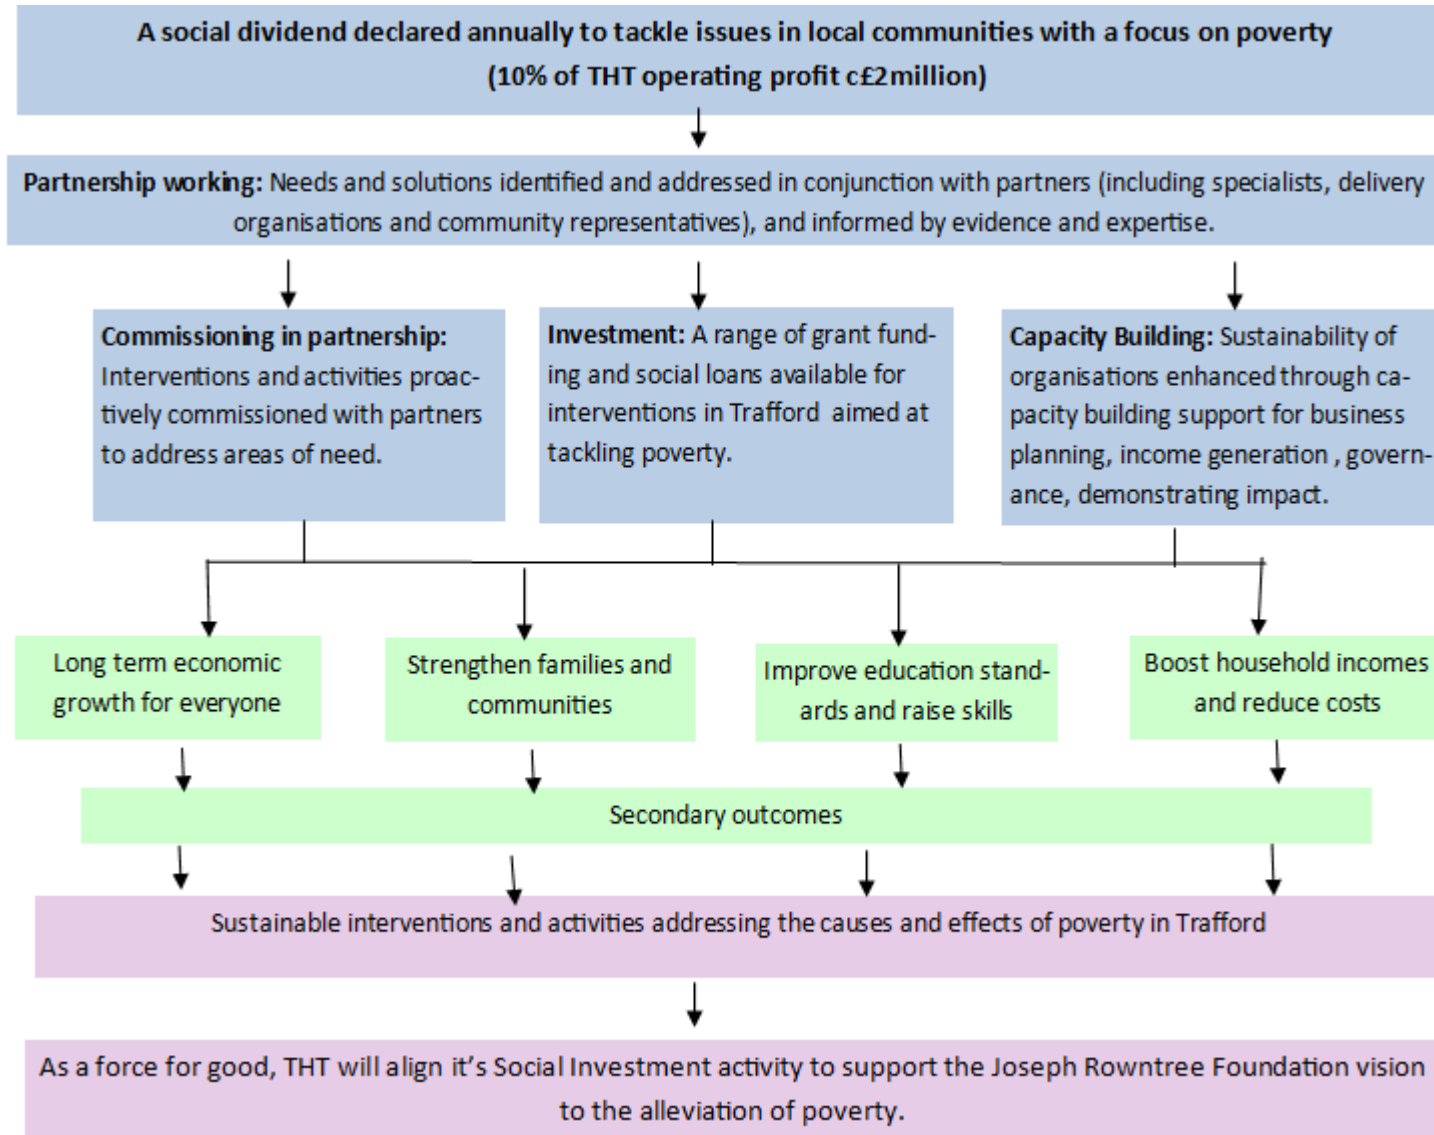 A social dividend declared annually to tackle issues in local communities with a focus on poverty
(10% of THT operating profit c£2million)
Partnership working: Needs and solutions identified and addressed in conjunction with partners (including specialists, delivery
organisations and community representatives), and informed by evidence and expertise.
Commissioning in partnership:
Interventions and activities proac-
tively commissioned with partners
to address areas of need.
Investment: A range of grant fund-
ing and social loans available for
interventions in Trafford aimed at
tackling poverty.
Capacity Building: Sustainability of
organisations enhanced through ca-
pacity building support for business
planning, income generation , govern-
ance, demonstrating impact.
Long term economic
growth for everyone
Strengthen families and
communities
Improve education stand-
ards and raise skills
Boost household incomes
and reduce costs
Secondary outcomes
Sustainable interventions and activities addressing the causes and effects of poverty in Trafford
As a force for good, THT will align it's Social Investment activity to support the Joseph Rowntree Foundation vision
to the alleviation of poverty.